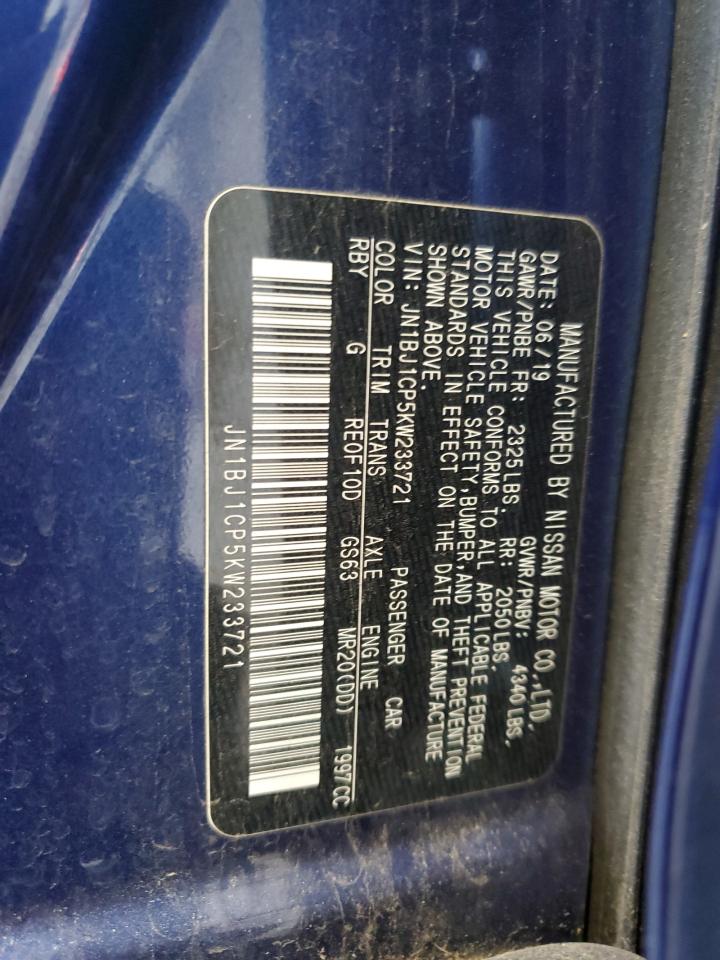 MANUFACTURED BY NISSAN MOTOR CO.,LTD.
DATE: 06/19 GVWR/PNBV: 4340LBS,
GAWR/PNBE FR: 2325LBS. RR: 2050LBS.
THIS VEHICLE CONFORMS TO ALL APPLICABLE FEDERAL
MOTOR VEHICLE SAFETY,BUMPER,AND THEFT PREVENTION
STANDARDS IN EFFECT ON THE DATE OF MANUFACTURE
SHOWN ABOVE.
VIN: JN1BJ1CP5KW233721 PASSENGER CAR
COLOR TRIM TRANS AXLE ENGINE
RBY G REOF10D GS63 MR20(DD) 1997CC
JN1BJ1CP5KW233721